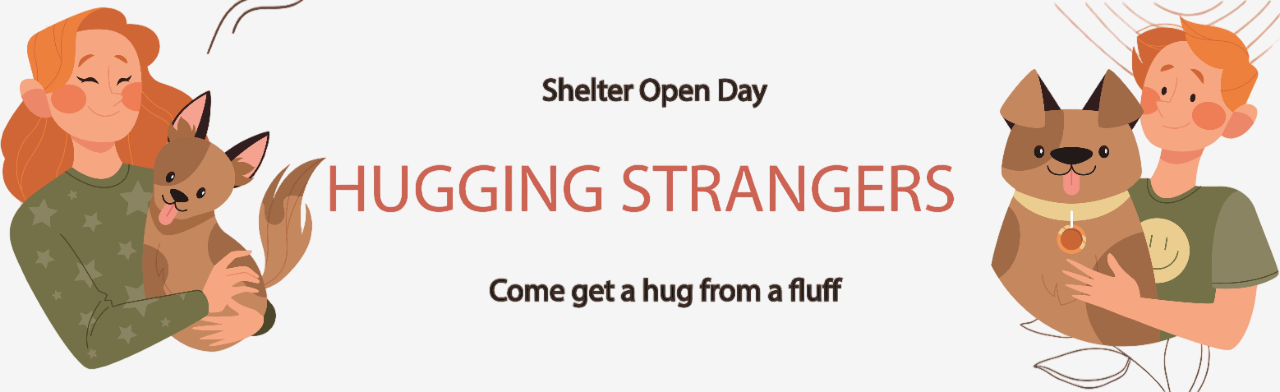 Shelter Open Day
HUGGING STRANGERS
Come get a hug from a fluff